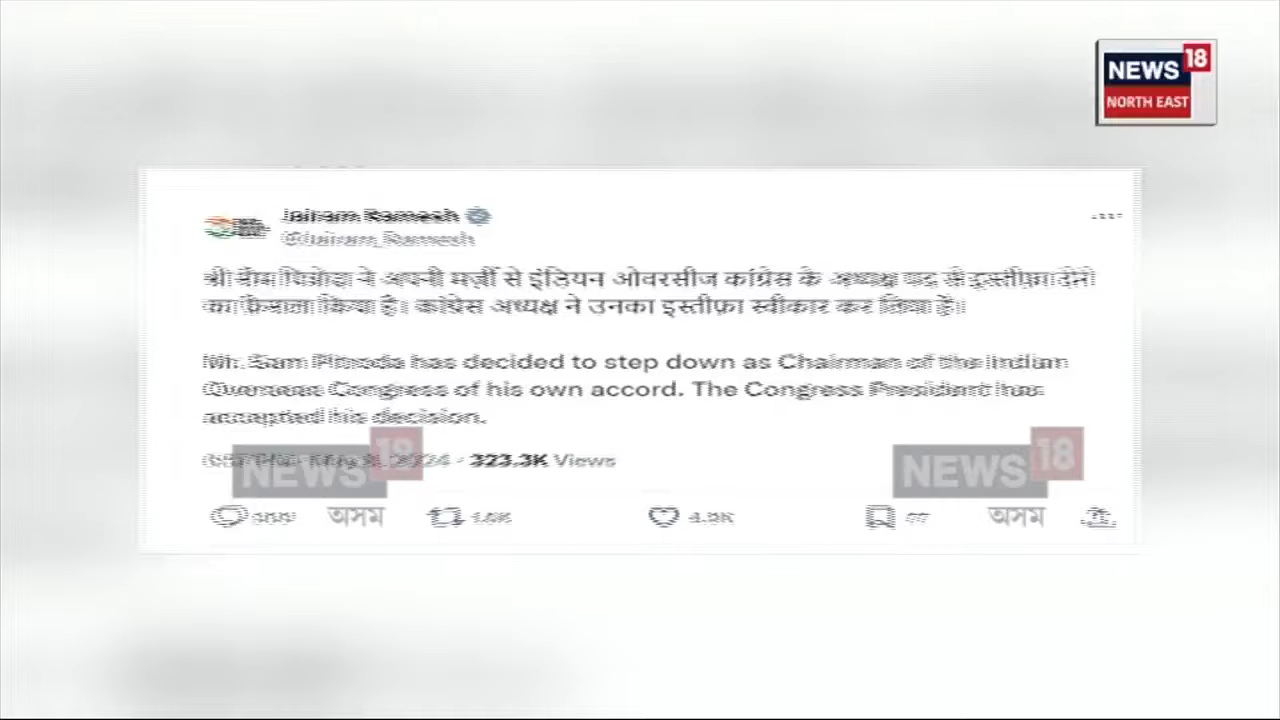 NEWS 18
NORTH EAST
Jairam Ramesh
@Jairam_Ramesh
श्री सैम पित्रोदा ने अपनी मर्ज़ी से इंडियन ओवरसीज कांग्रेस के अध्यक्ष पद से इस्तीफ़ा देने
का फ़ैसला किया है। कांग्रेस अध्यक्ष ने उनका इस्तीफ़ा स्वीकार कर लिया है।
Mr. Sam Pitroda has decided to step down as Chairman of the Indian
Overseas Congress of his own accord. The Congress President has
accepted his decision.
323.3K Views
NEWS 18
অসম
NEWS 18
অসম